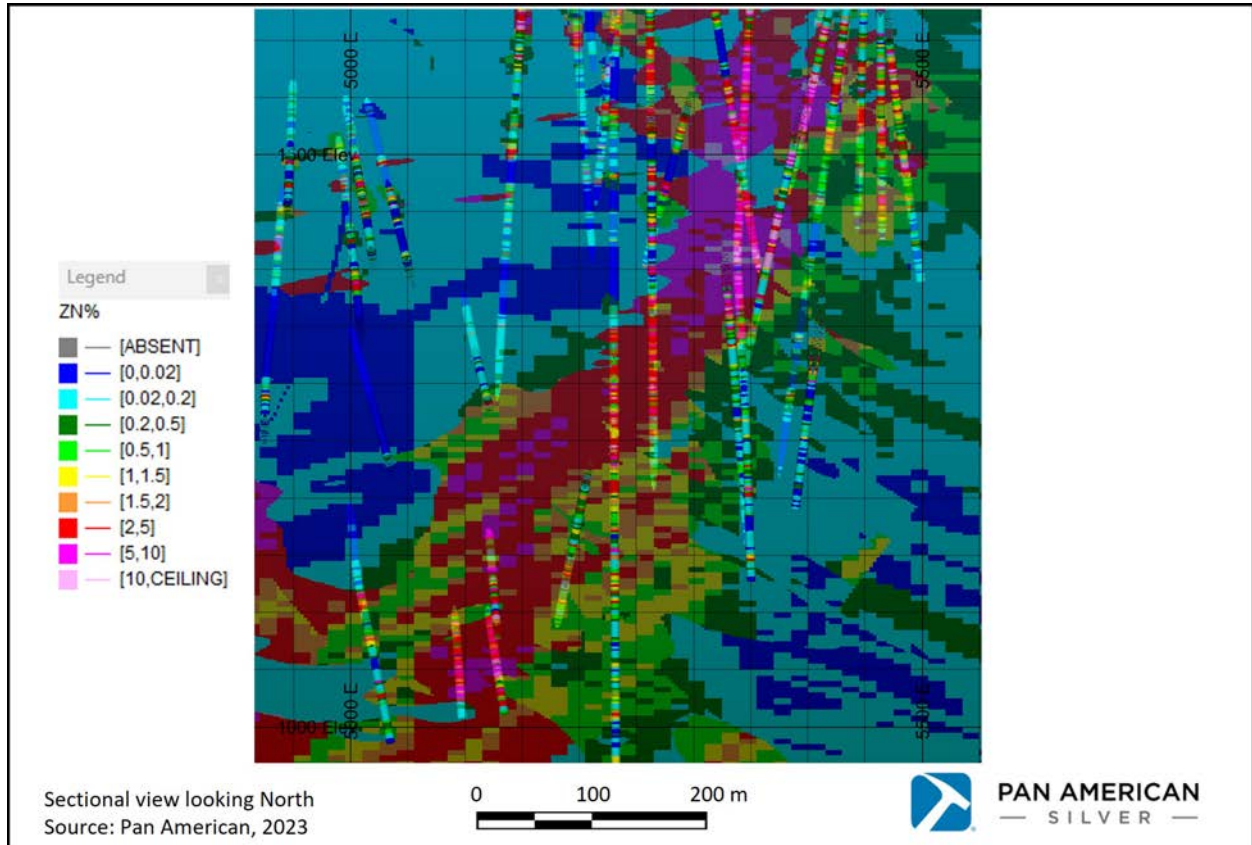 5000 E
5500 E
1500 Elev
Legend
x
ZN%
[ABSENT]
[0,0.02]
[0.02,0.2]
[0.2,0.5]
[0.5,1]
[1,1.5]
[1.5,2]
[2,5]
[5,10]
[10,CEILING]
1000 Elev
5000 E
5500 E
Sectional view looking North
Source: Pan American, 2023
0 100 200 m
PAN AMERICAN
— SILVER —